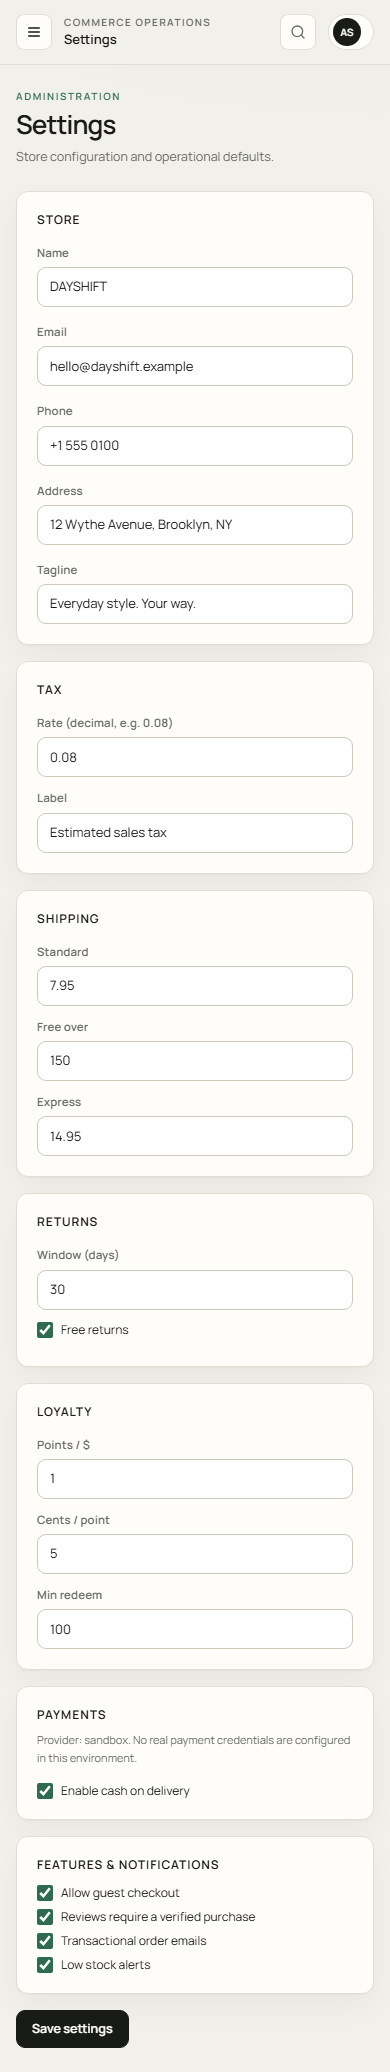 COMMERCE OPERATIONS
Settings
AS
ADMINISTRATION
Settings
Store configuration and operational defaults.
STORE
Name
DAYSHIFT
Email
hello@dayshift.example
Phone
+1 555 0100
Address
12 Wythe Avenue, Brooklyn, NY
Tagline
Everyday style. Your way.
TAX
Rate (decimal, e.g. 0.08)
0.08
Label
Estimated sales tax
SHIPPING
Standard
7.95
Free over
150
Express
14.95
RETURNS
Window (days)
30
Free returns
LOYALTY
Points / $
1
Cents / point
5
Min redeem
100
PAYMENTS
Provider: sandbox. No real payment credentials are configured
in this environment.
Enable cash on delivery
FEATURES & NOTIFICATIONS
Allow guest checkout
Reviews require a verified purchase
Transactional order emails
Low stock alerts
Save settings